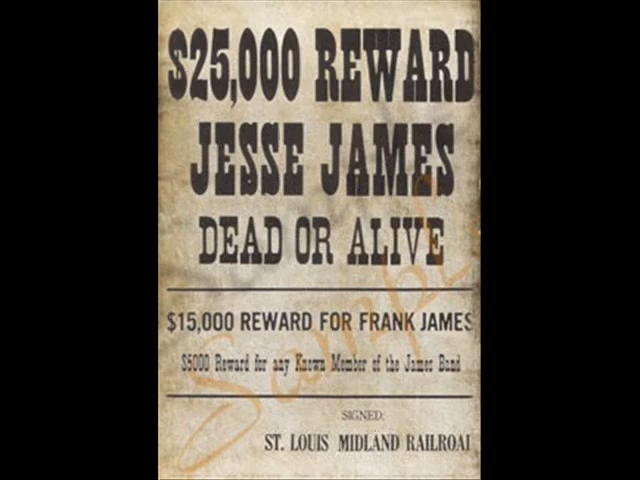 $25,000 REWARD
JESSE JAMES
DEAD OR ALIVE
$15,000 REWARD FOR FRANK JAMES
$5000 Reward for any Known Member of the James Band
SIGNED:
ST. LOUIS MIDLAND RAILROA
Sample